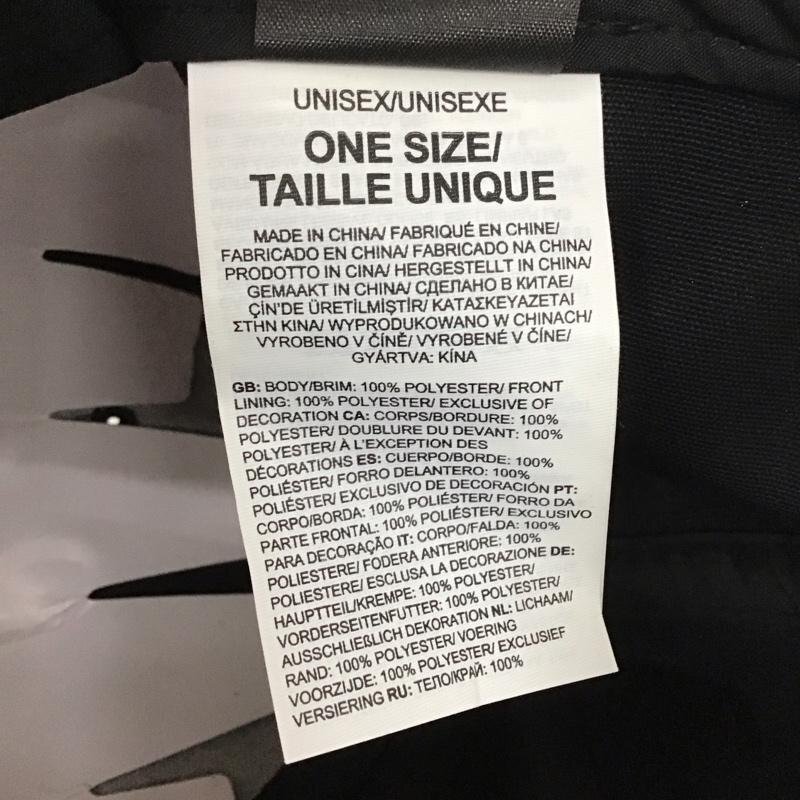 UNISEX/UNISEXE
ONE SIZE/
TAILLE UNIQUE
MADE IN CHINA/ FABRIQUÉ EN CHINE/
FABRICADO EN CHINA/ FABRICADO NA CHINA/
PRODOTTO IN CINA/ HERGESTELLT IN CHINA/
GEMAAKT IN CHINA/ СДЕЛАНО В КИТАЕ/
ÇİN'DE ÜRETİLMİŞTİR/ ΚΑΤΑΣΚΕΥΑΖΕΤΑΙ
ΣΤΗΝ ΚΙΝΑ/ WYPRODUKOWANO W CHINACH/
VYROBENO V ČÍNĚ/ VYROBENÉ V ČÍNE/
GYÁRTVA: KÍNA
GB: BODY/BRIM: 100% POLYESTER/ FRONT
LINING: 100% POLYESTER/ EXCLUSIVE OF
DECORATION CA: CORPS/BORDURE: 100%
POLYESTER/ DOUBLURE DU DEVANT: 100%
POLYESTER/ À L'EXCEPTION DES
DÉCORATIONS ES: CUERPO/BORDE: 100%
POLIÉSTER/ FORRO DELANTERO: 100%
POLIÉSTER/ EXCLUSIVO DE DECORACIÓN PT:
CORPO/BORDA: 100% POLIÉSTER/ FORRO DA
PARTE FRONTAL: 100% POLIÉSTER/ EXCLUSIVO
PARA DECORAÇÃO IT: CORPO/FALDA: 100%
POLIESTERE/ FODERA ANTERIORE: 100%
POLIESTERE/ ESCLUSA LA DECORAZIONE DE:
HAUPTTEIL/KREMPE: 100% POLYESTER/
VORDERSEITENFUTTER: 100% POLYESTER/
AUSSCHLIEßLICH DEKORATION NL: LICHAAM/
RAND: 100% POLYESTER/ VOERING
VOORZIJDE: 100% POLYESTER/ EXCLUSIEF
VERSIERING RU: ТЕЛО/КРАЙ: 100%